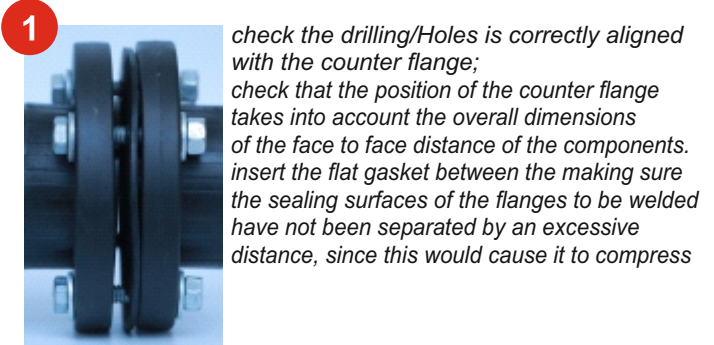 1
check the drilling/Holes is correctly aligned
with the counter flange;
check that the position of the counter flange
takes into account the overall dimensions
of the face to face distance of the components.
insert the flat gasket between the making sure
the sealing surfaces of the flanges to be welded
have not been separated by an excessive
distance, since this would cause it to compress